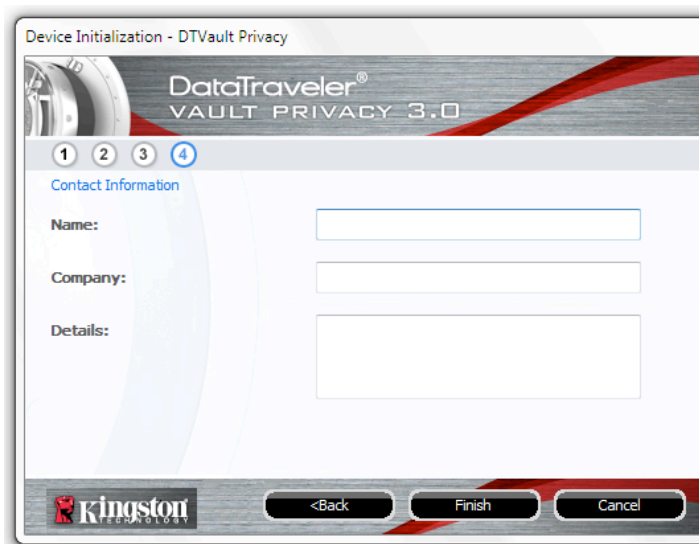 Device Initialization - DTVault Privacy
DataTraveler®
VAULT PRIVACY 3.0
1 2 3 4
Contact Information
Name:
Company:
Details:
Kingston
TECHNOLOGY
<Back Finish Cancel